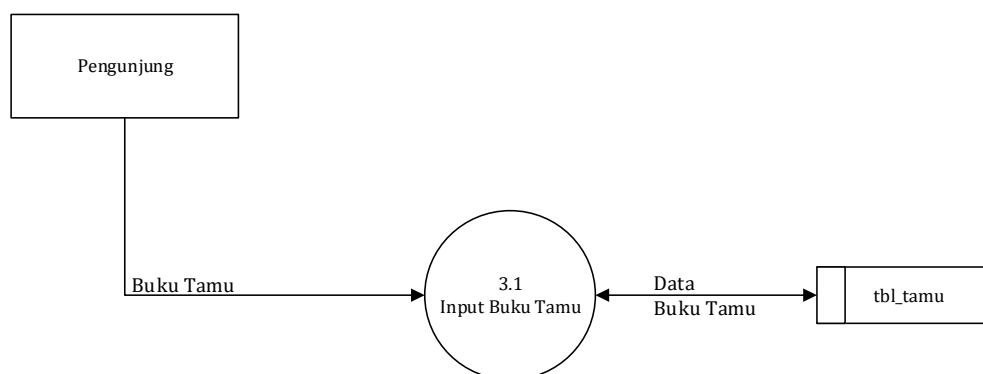 Pengunjung
Buku Tamu
3.1
Input Buku Tamu
Data
Buku Tamu
tbl_tamu